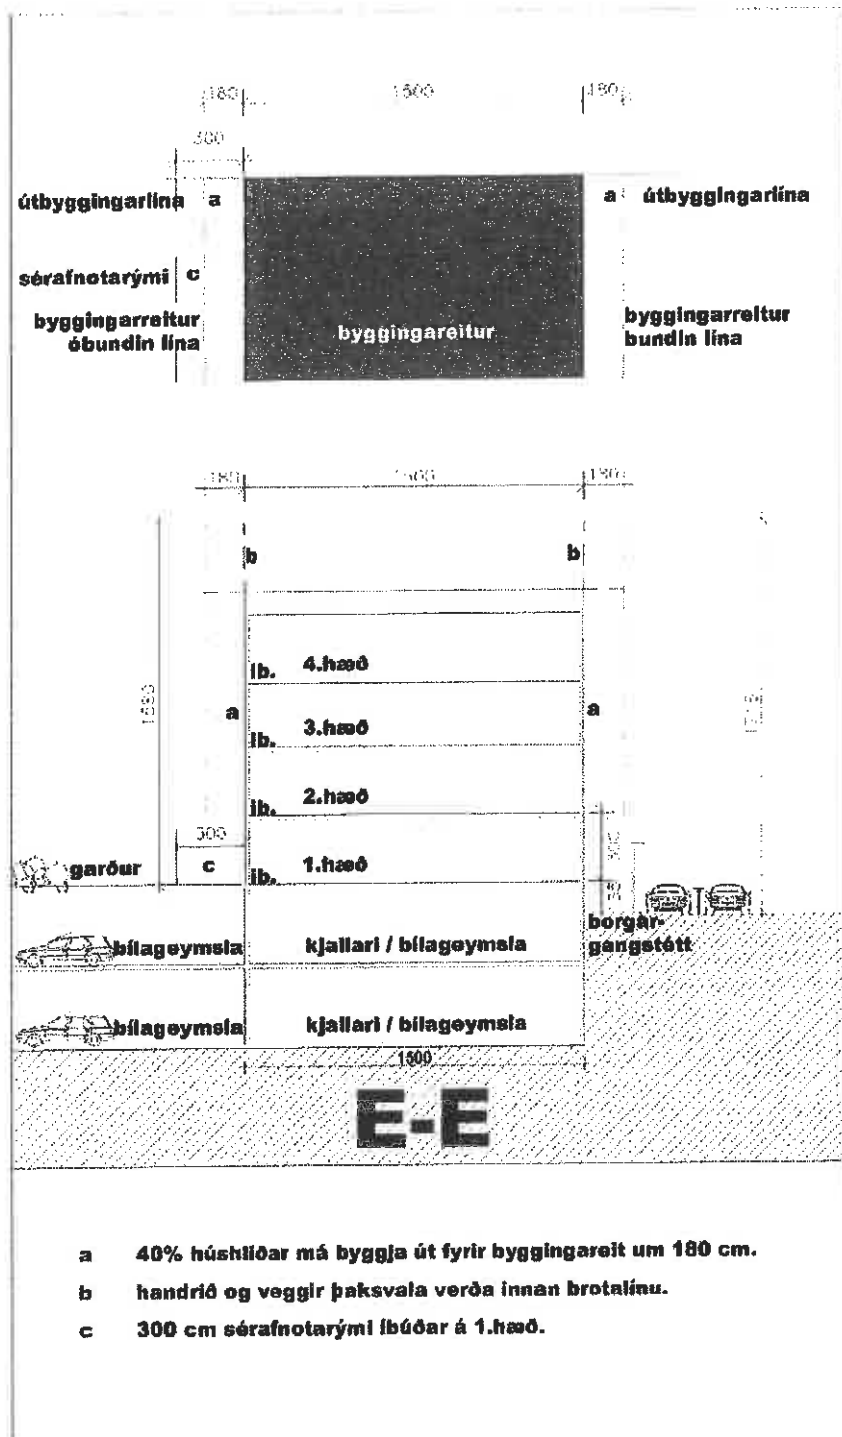 180 1500 180
300
útbyggingarlína a
a útbyggingarlína
sérafnotarými c
byggingarreitur
óbundin lína
byggingareitur
byggingarreitur
bundin lína
180 1500 180
b b
4.hæð
íb.
a a
3.hæð
íb.
2.hæð
íb.
300
garður c
1.hæð
íb.
borgar-
gangstétt
bílageymsla kjallari / bílageymsla
bílageymsla kjallari / bílageymsla
1500
E-E
a 40% húshliðar má byggja út fyrir byggingareit um 180 cm.
b handrið og veggir þaksvala verða innan brotalínu.
c 300 cm sérafnotarými íbúðar á 1.hæð.